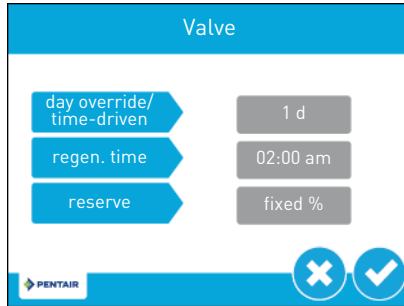 Valve
day override/
time-driven
1 d
regen. time
02:00 am
reserve
fixed %
PENTAIR